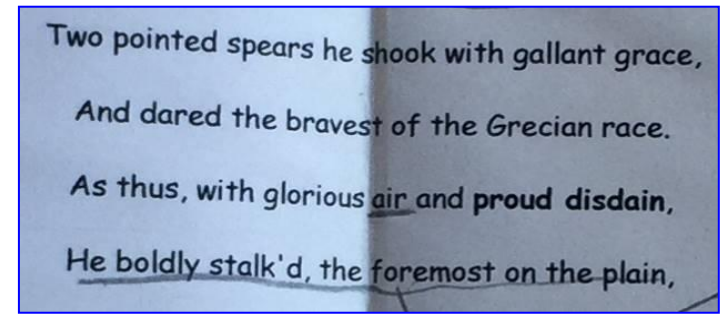 Two pointed spears he shook with gallant grace,
And dared the bravest of the Grecian race.
As thus, with glorious air and proud disdain,
He boldly stalk'd, the foremost on the plain,